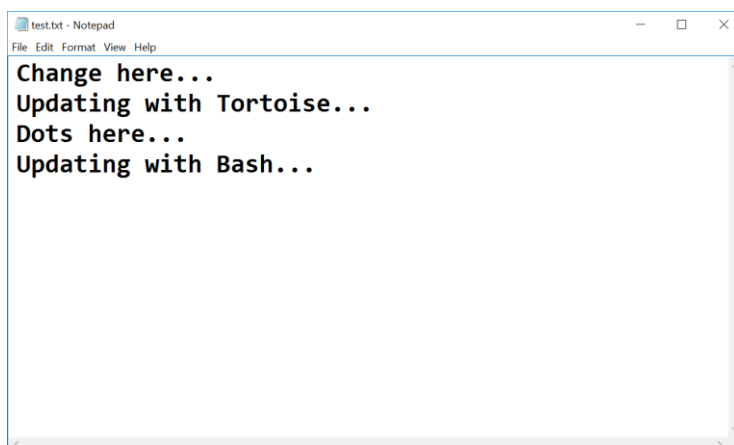 test.txt - Notepad
File Edit Format View Help
Change here...
Updating with Tortoise...
Dots here...
Updating with Bash...